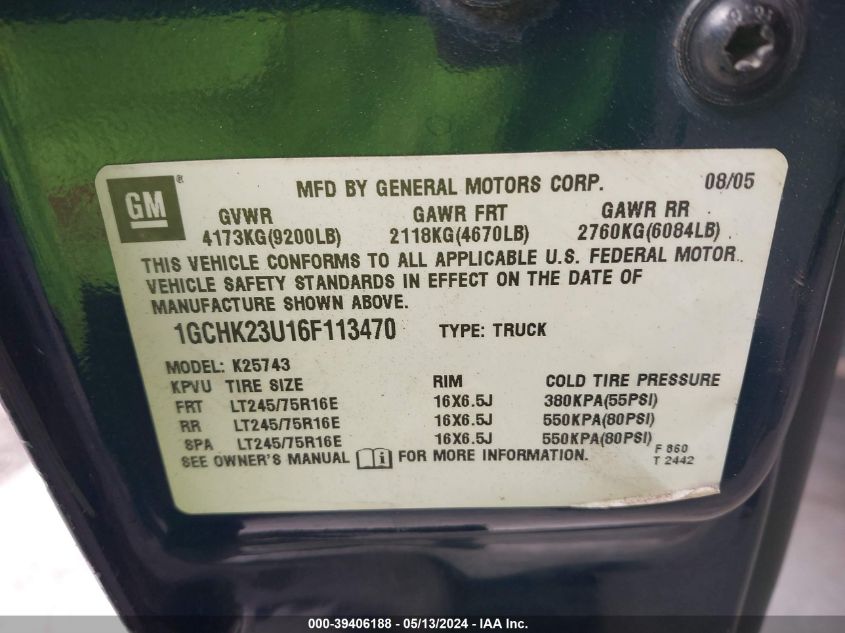 GM ® MFD BY GENERAL MOTORS CORP. 08/05
GVWR GAWR FRT GAWR RR
4173KG(9200LB) 2118KG(4670LB) 2760KG(6084LB)
THIS VEHICLE CONFORMS TO ALL APPLICABLE U.S. FEDERAL MOTOR
VEHICLE SAFETY STANDARDS IN EFFECT ON THE DATE OF
MANUFACTURE SHOWN ABOVE.
1GCHK23U16F113470 TYPE: TRUCK
MODEL: K25743
KPVU TIRE SIZE RIM COLD TIRE PRESSURE
FRT LT245/75R16E 16X6.5J 380KPA(55PSI)
RR LT245/75R16E 16X6.5J 550KPA(80PSI)
SPA LT245/75R16E 16X6.5J 550KPA(80PSI)
SEE OWNER'S MANUAL i FOR MORE INFORMATION. F 860
T 2442
000-39406188 - 05/13/2024 - IAA Inc.